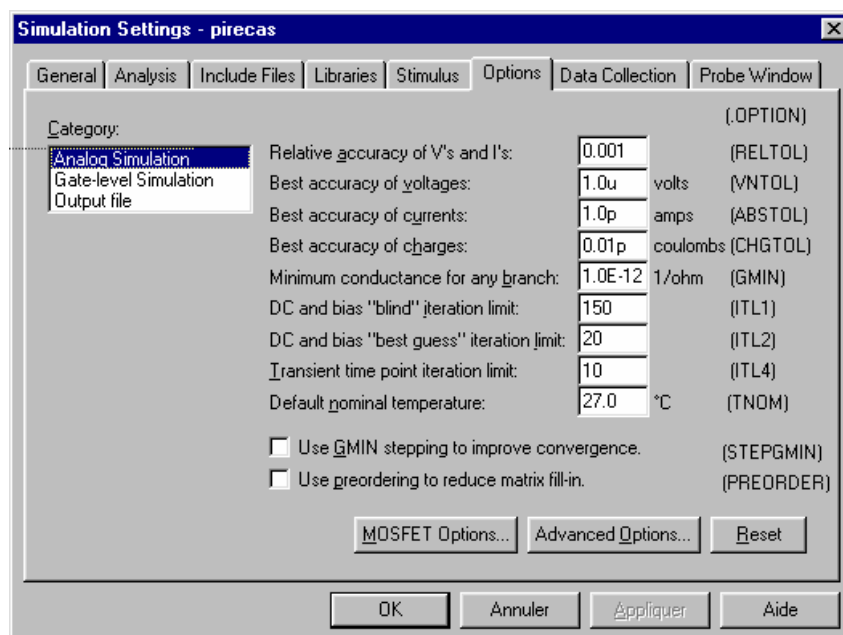 Simulation Settings - pirecas
General Analysis Include Files Libraries Stimulus Options Data Collection Probe Window
(.OPTION)
Category:
Analog Simulation
Gate-level Simulation
Output file
Relative accuracy of V's and I's: 0.001 (RELTOL)
Best accuracy of voltages: 1.0u volts (VNTOL)
Best accuracy of currents: 1.0p amps (ABSTOL)
Best accuracy of charges: 0.01p coulombs (CHGTOL)
Minimum conductance for any branch: 1.0E-12 1/ohm (GMIN)
DC and bias "blind" iteration limit: 150 (ITL1)
DC and bias "best guess" iteration limit: 20 (ITL2)
Transient time point iteration limit: 10 (ITL4)
Default nominal temperature: 27.0 °C (TNOM)
Use GMIN stepping to improve convergence. (STEPGMIN)
Use preordering to reduce matrix fill-in. (PREORDER)
MOSFET Options... Advanced Options... Reset
OK Annuler Appliquer Aide